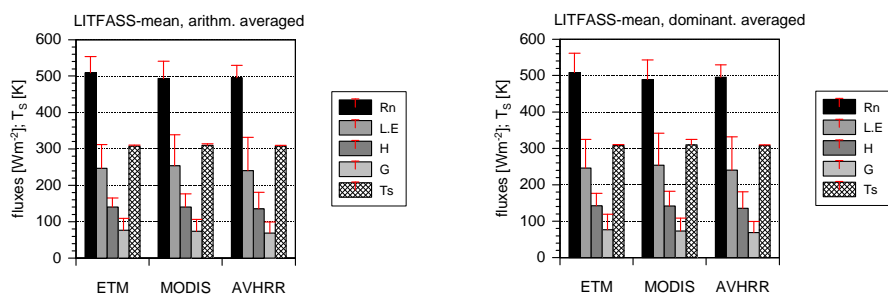 LITFASS-mean, arithm. averaged
600
500
400
300
200
100
0
fluxes [Wm-2]; TS [K]
ETM MODIS AVHRR
Rn
L.E
H
G
Ts
LITFASS-mean, dominant. averaged
600
500
400
300
200
100
0
fluxes [Wm-2]; TS [K]
ETM MODIS AVHRR
Rn
L.E
H
G
Ts